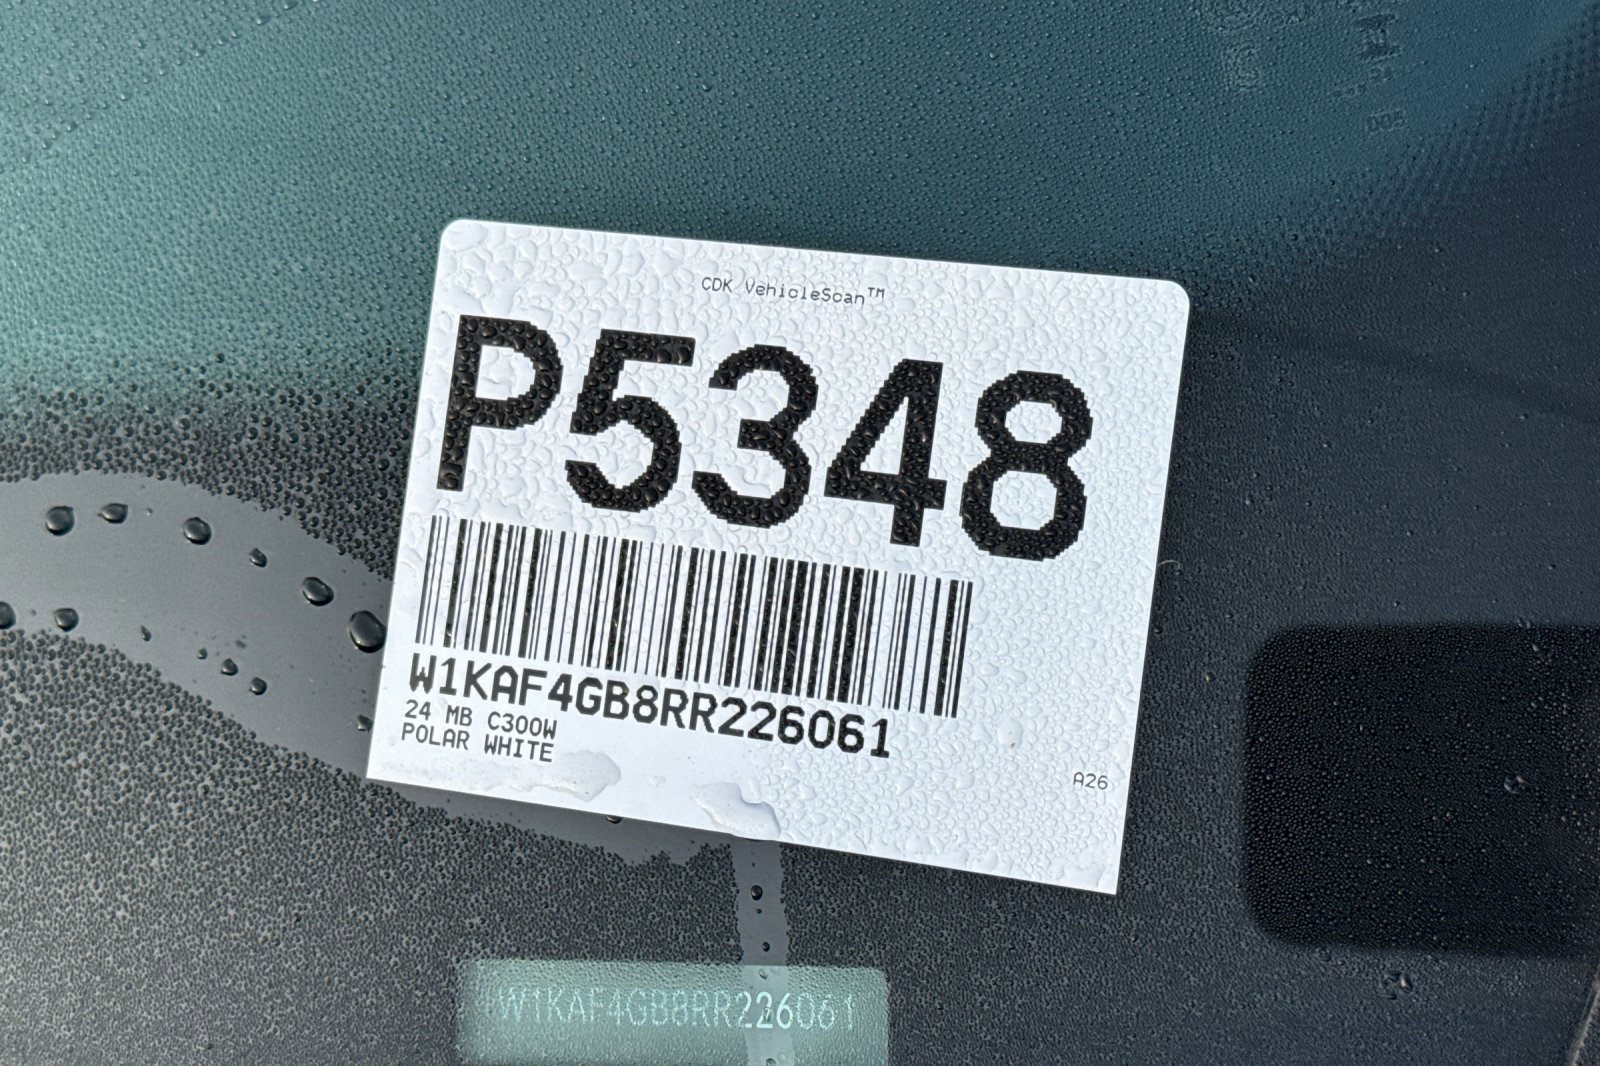 CDK VehicleScan™
P5348
W1KAF4GB8RR226061
24 MB C300W
POLAR WHITE
A26
W1KAF4GB8RR226061